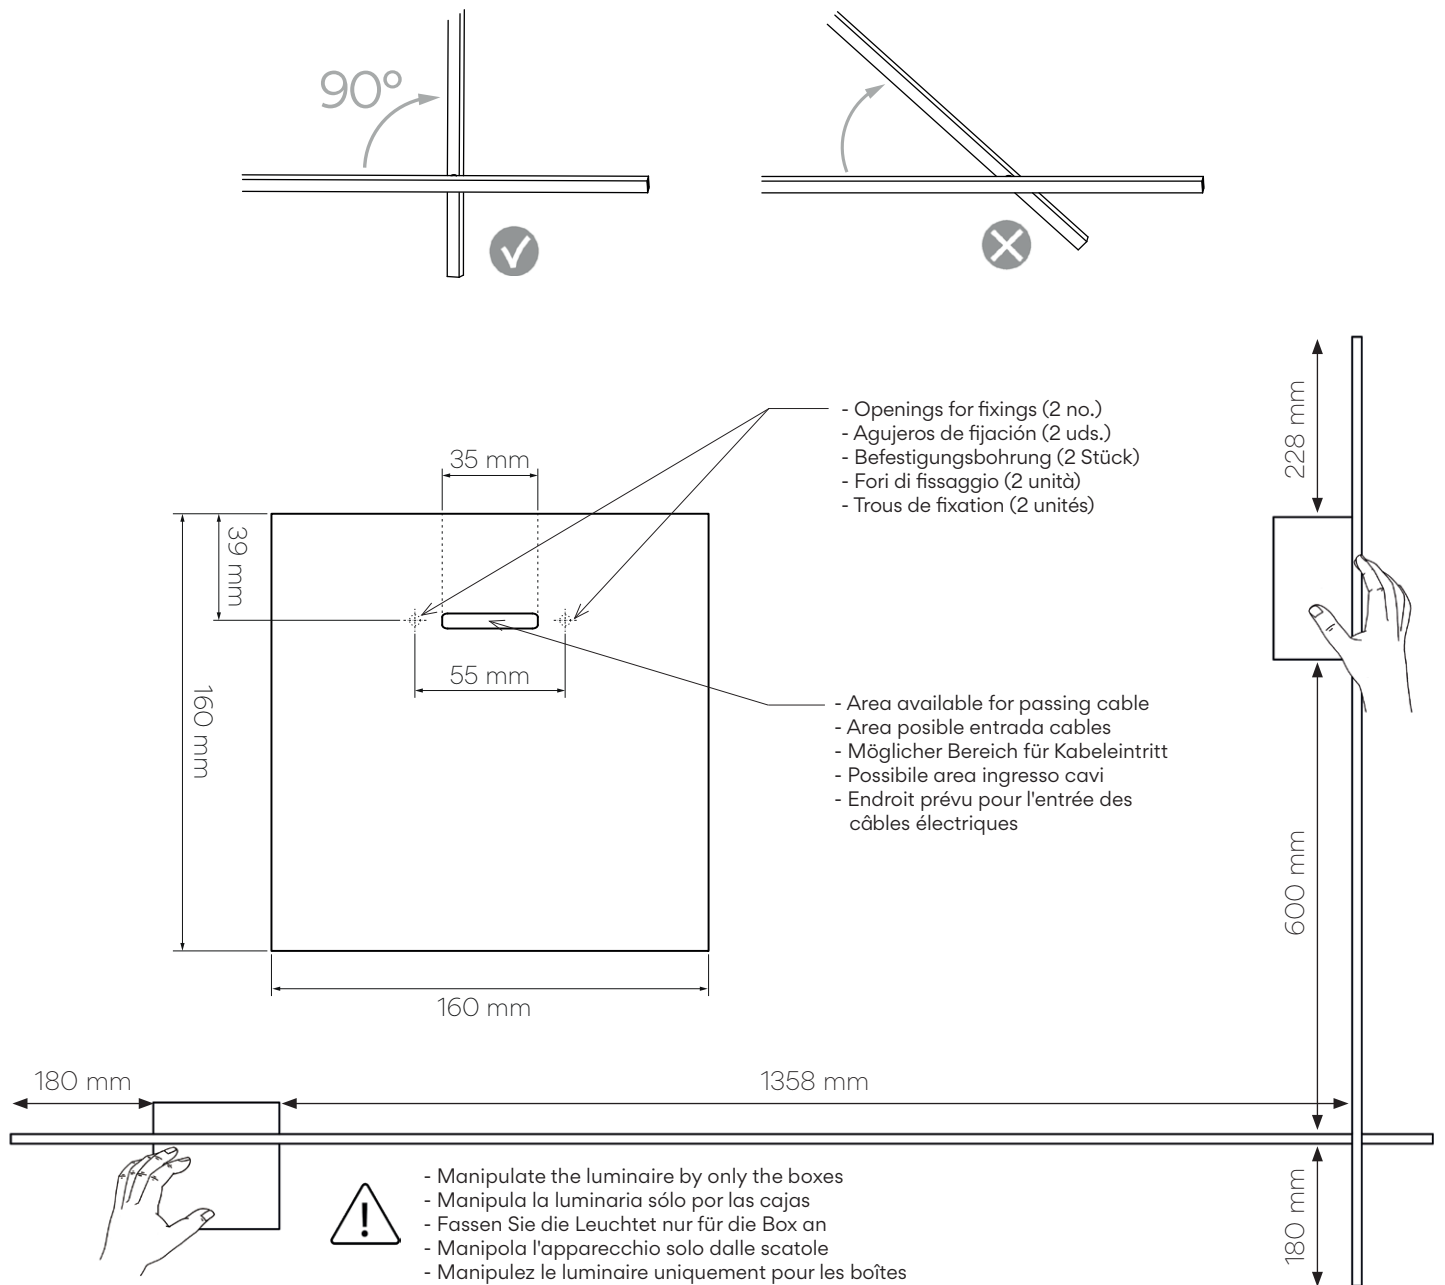 90°
- Openings for fixings (2 no.)
- Agujeros de fijación (2 uds.)
- Befestigungsbohrung (2 Stück)
- Fori di fissaggio (2 unità)
- Trous de fixation (2 unités)
228 mm
35 mm
39 mm
55 mm
160 mm
- Area available for passing cable
- Area posible entrada cables
- Möglicher Bereich für Kabeleintritt
- Possibile area ingresso cavi
- Endroit prévu pour l'entrée des
câbles électriques
600 mm
160 mm
180 mm
1358 mm
- Manipulate the luminaire by only the boxes
- Manipula la luminaria sólo por las cajas
- Fassen Sie die Leuchtet nur für die Box an
- Manipola l'apparecchio solo dalle scatole
- Manipulez le luminaire uniquement pour les boîtes
180 mm